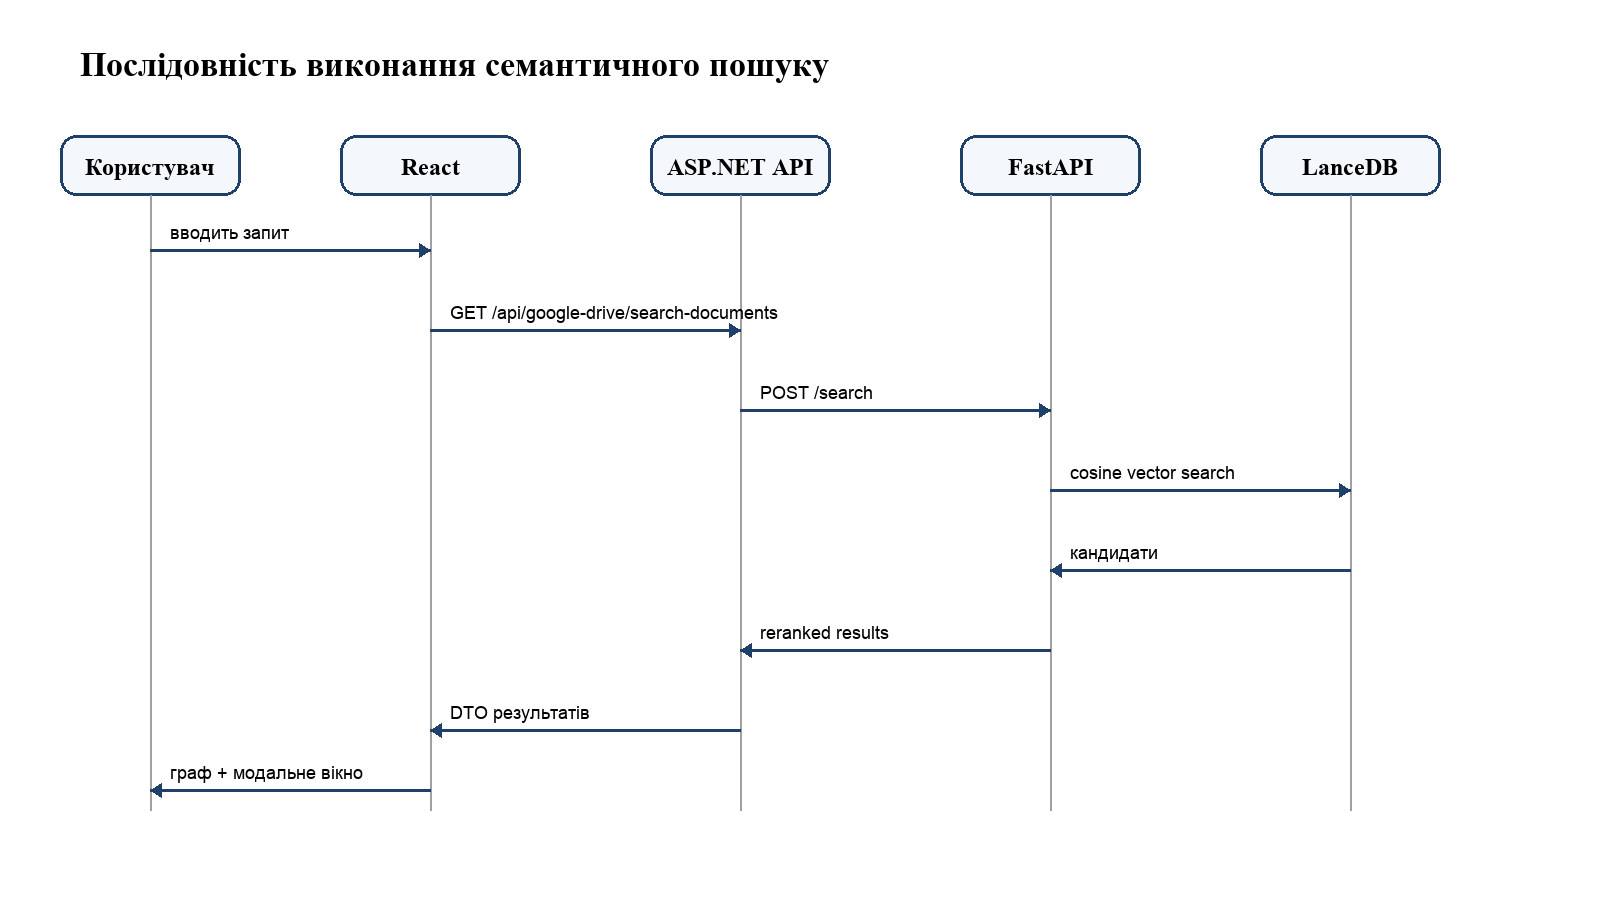 Послідовність виконання семантичного пошуку
Користувач
React
ASP.NET API
FastAPI
LanceDB
вводить запит
GET /api/google-drive/search-documents
POST /search
cosine vector search
кандидати
reranked results
DTO результатів
граф + модальне вікно